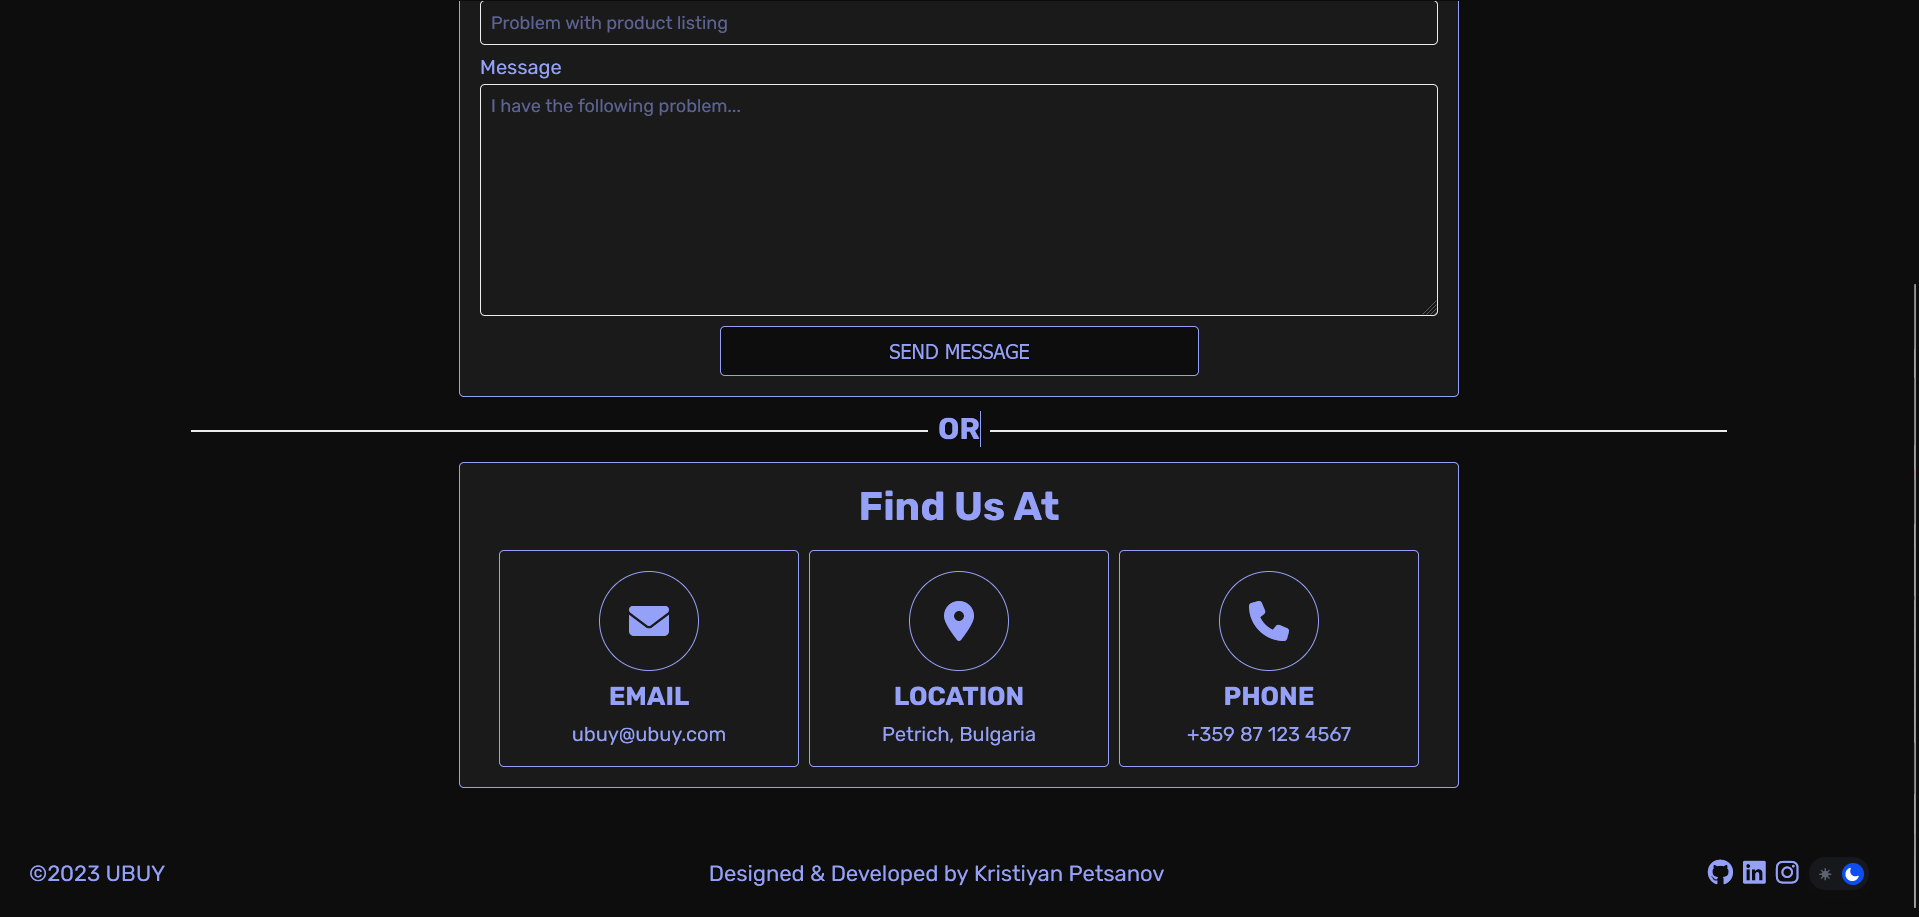 Problem with product listing
Message
I have the following problem...
SEND MESSAGE
OR
Find Us At
EMAIL
ubuy@ubuy.com
LOCATION
Petrich, Bulgaria
PHONE
+359 87 123 4567
©2023 UBUY
Designed & Developed by Kristiyan Petsanov